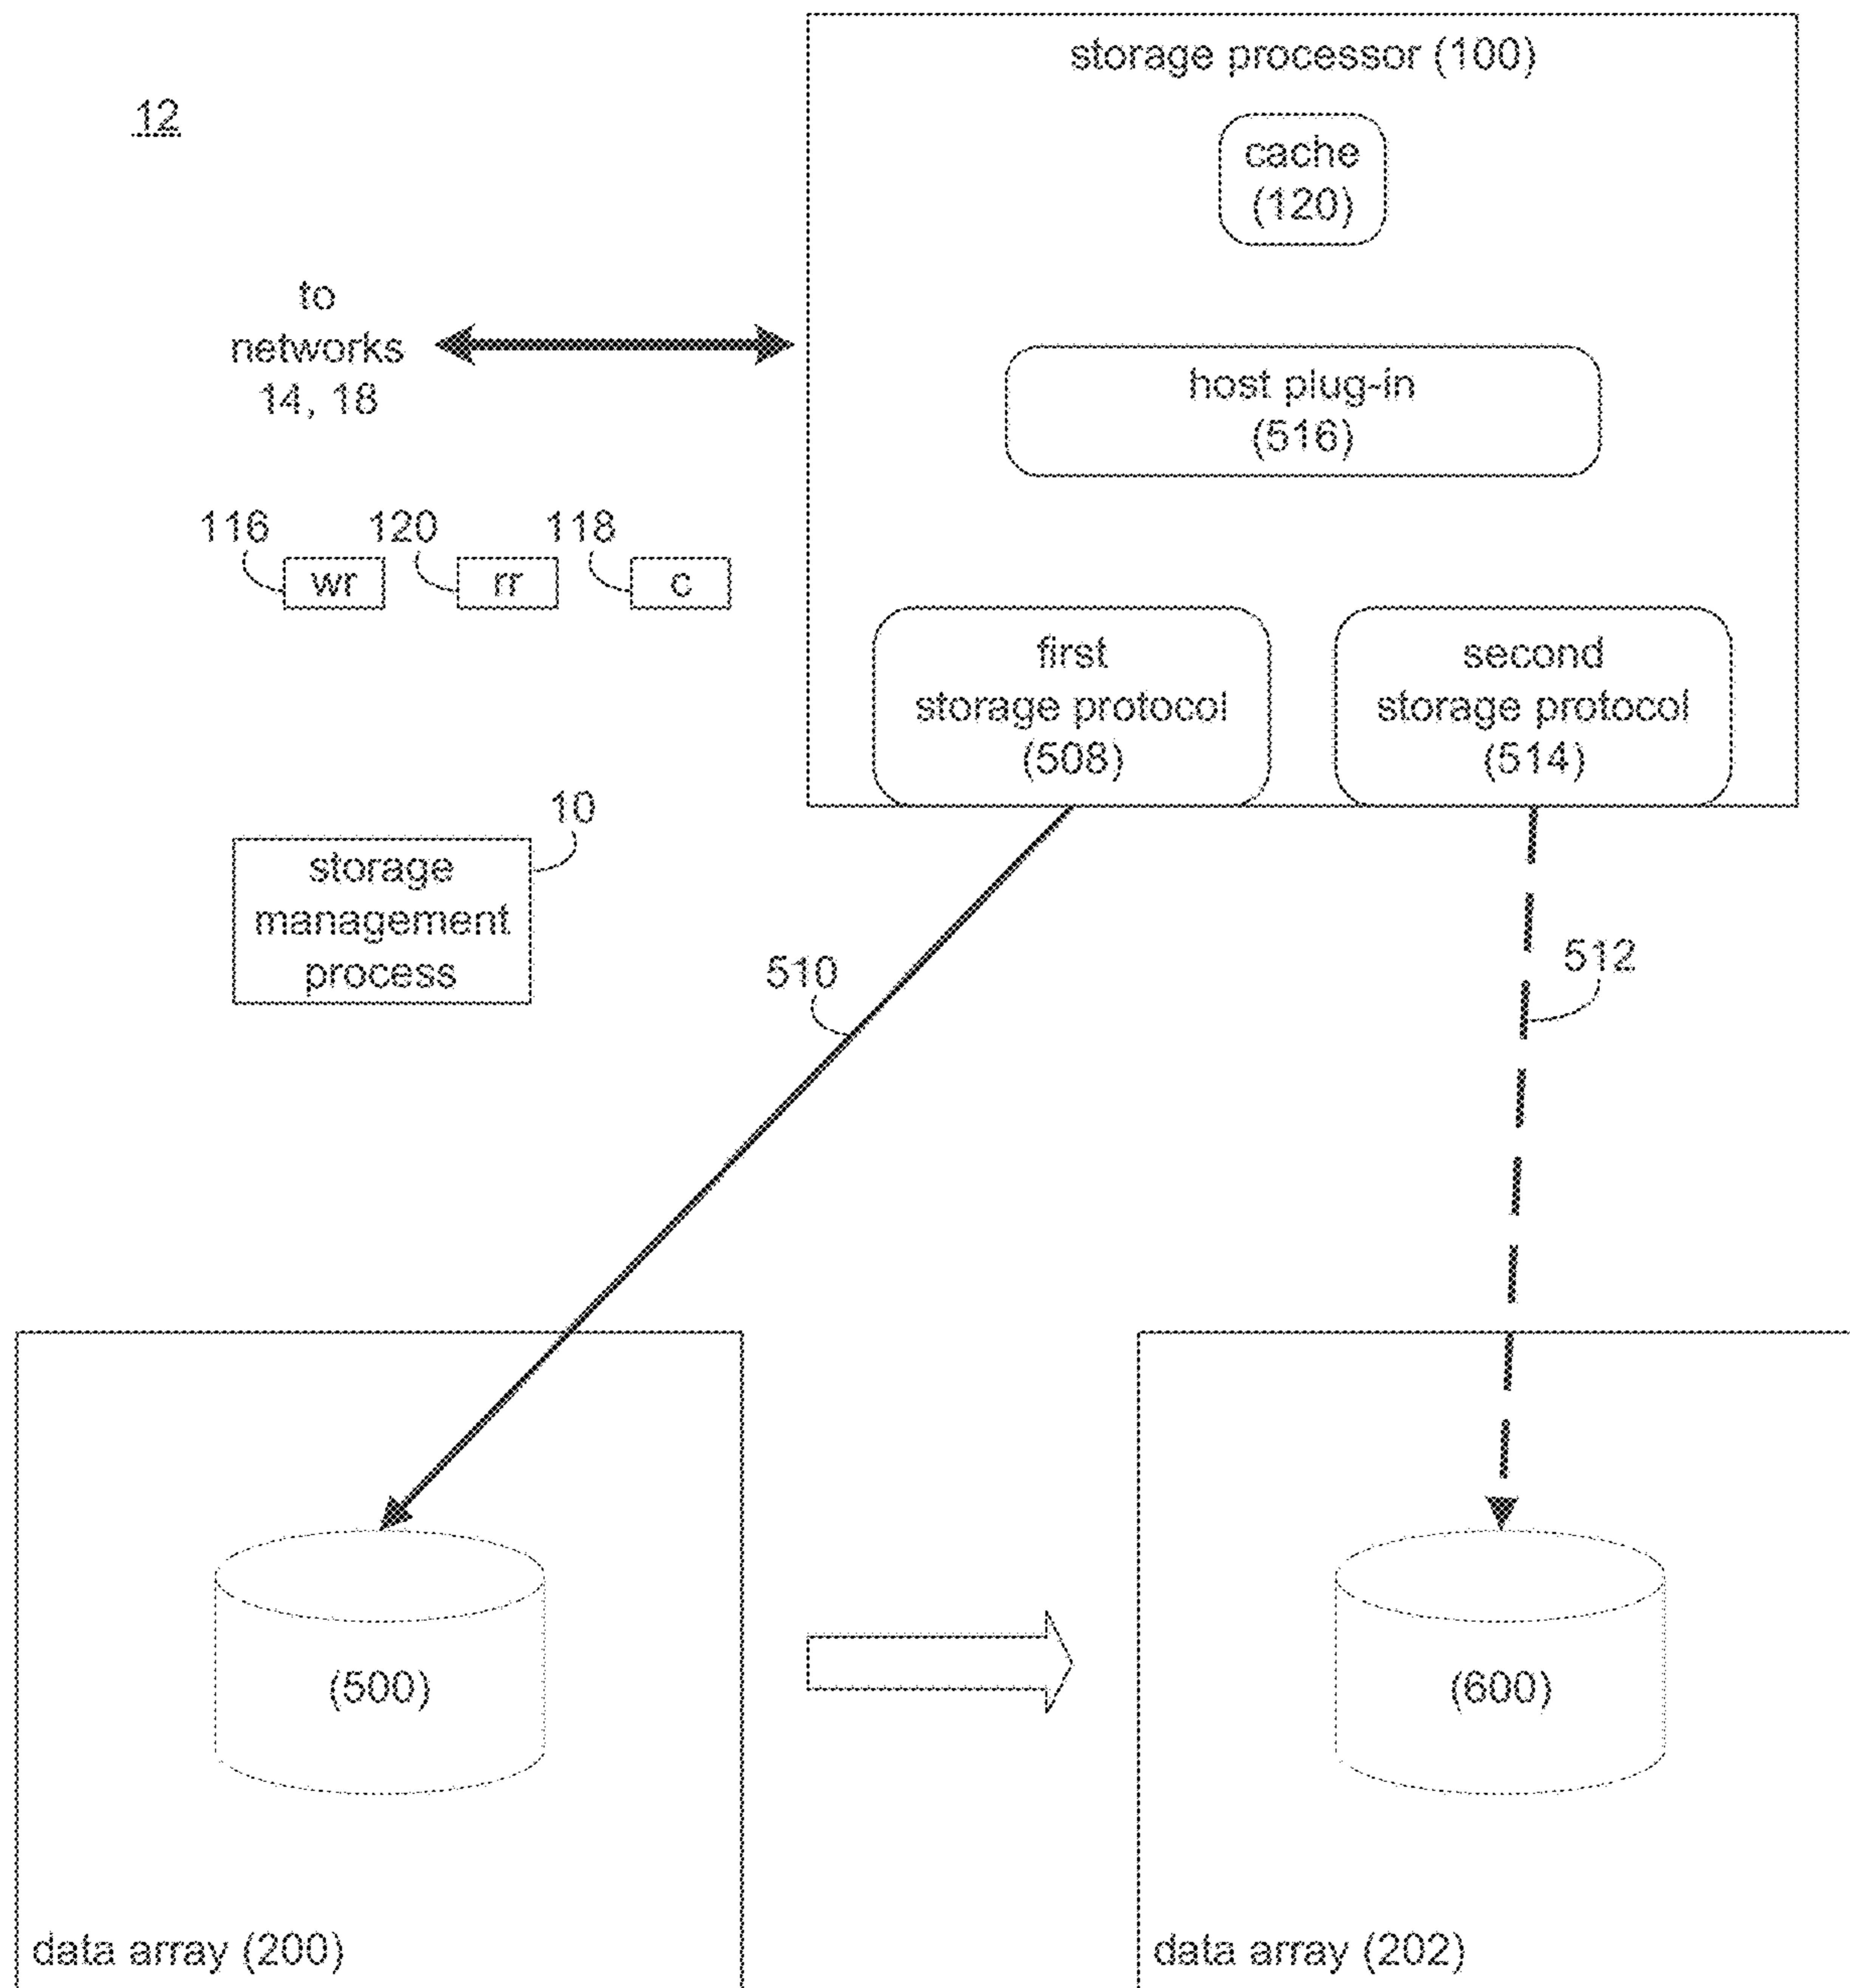 storage processor (100)
12
cache
(120)
to
networks
14, 18
host plug-in
(516)
116
120
118
wr
rr
c
first
storage protocol
(508)
second
storage protocol
(514)
10
storage
management
process
510
512
(500)
(600)
data array (200)
data array (202)